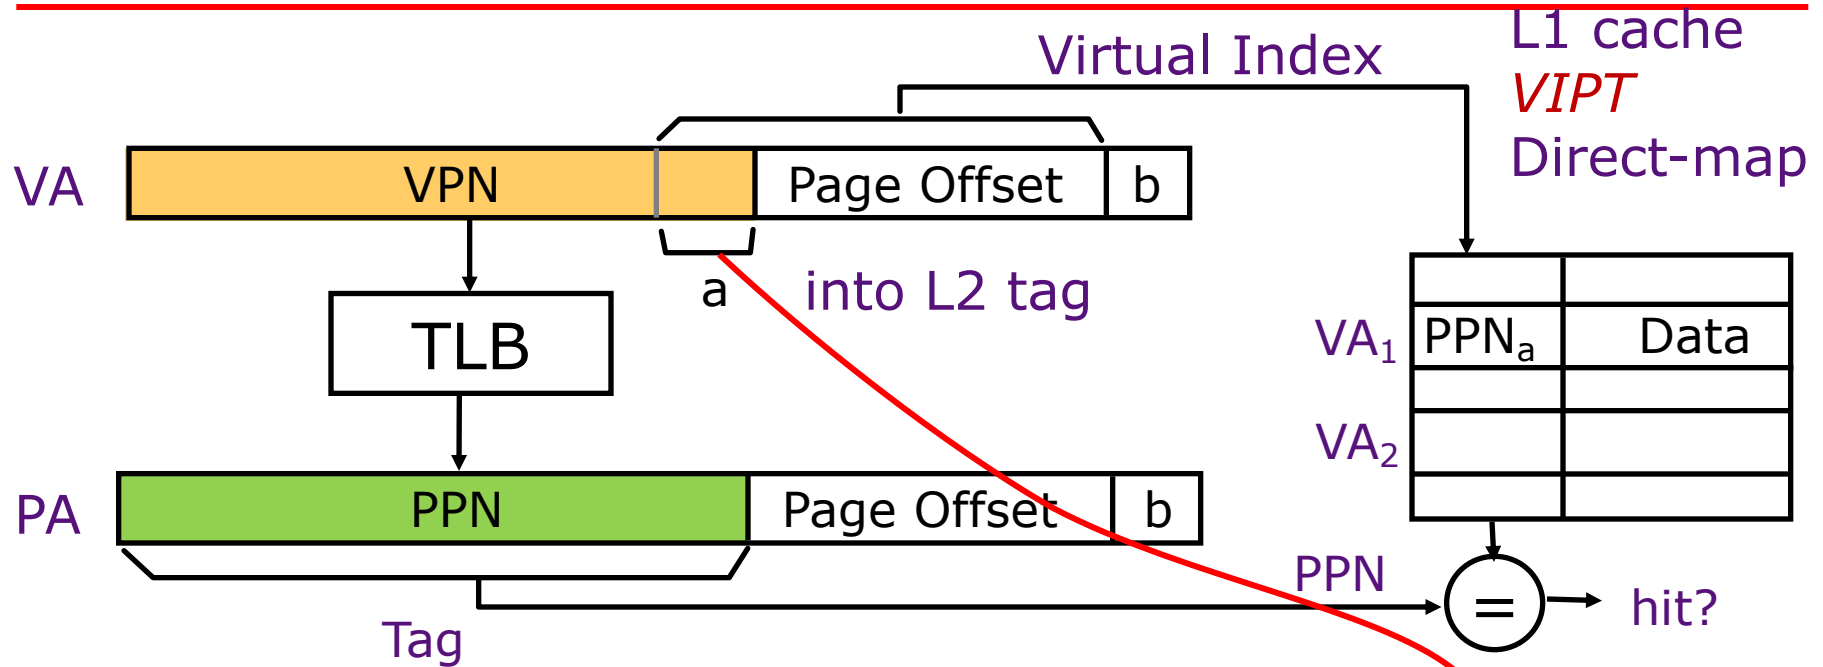 L1 cache
Virtual Index
VIPT
Direct-map
VA
VPN
Page Offset
b
a
into L2 tag
TLB
VA₁
PPNₐ
Data
VA₂
PA
PPN
Page Offset
b
PPN
=
hit?
Tag